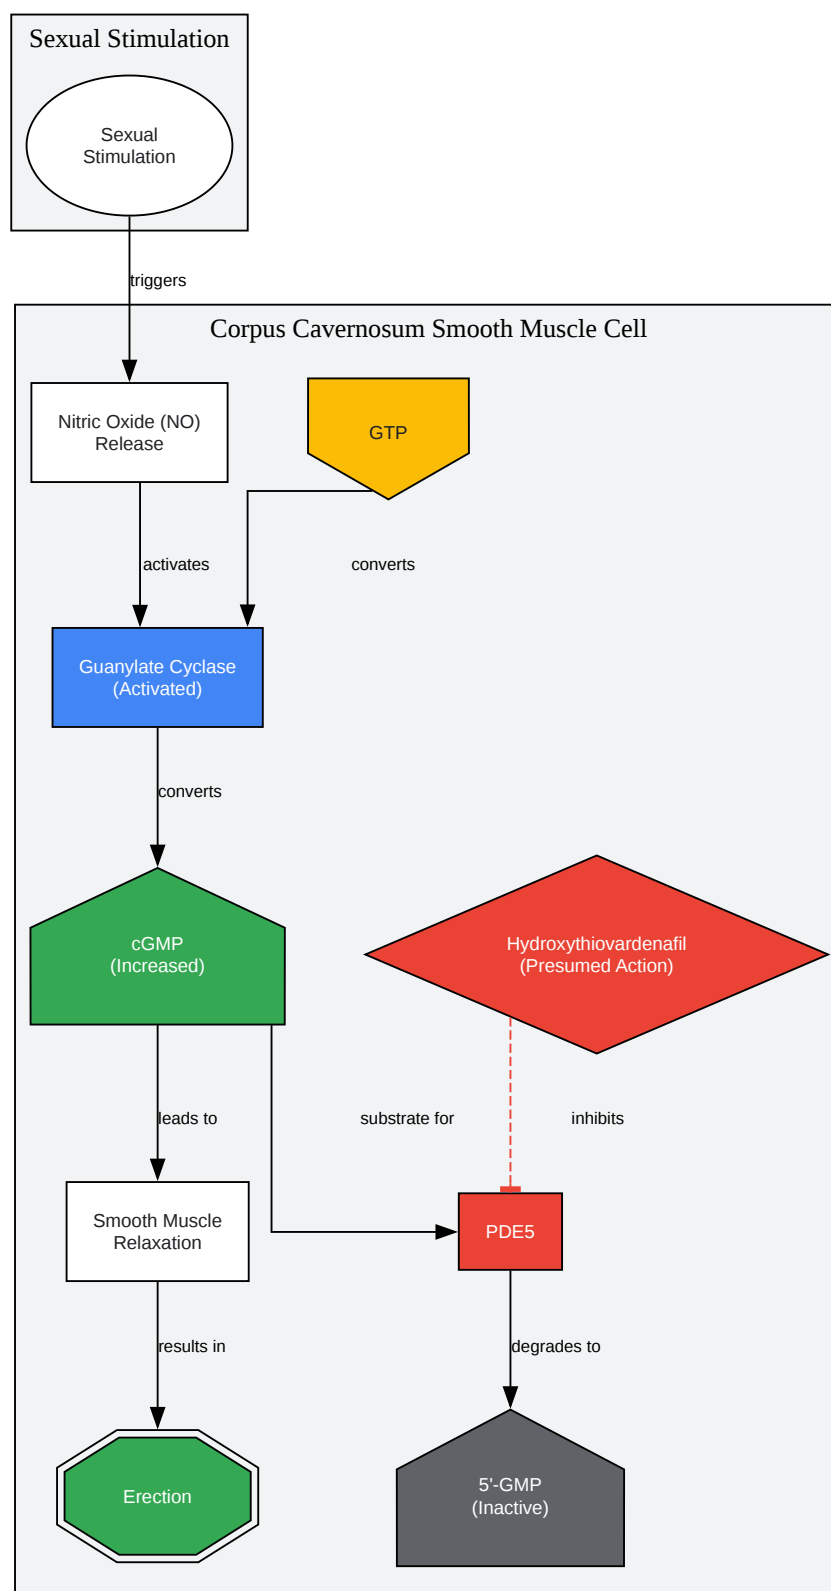 Sexual Stimulation
Sexual
Stimulation
triggers
Corpus Cavernosum Smooth Muscle Cell
Nitric Oxide (NO)
Release
GTP
activates
converts
Guanylate Cyclase
(Activated)
converts
cGMP
(Increased)
Hydroxythiovardenafil
(Presumed Action)
leads to
substrate for
inhibits
Smooth Muscle
Relaxation
PDE5
results in
degrades to
Erection
5'-GMP
(Inactive)